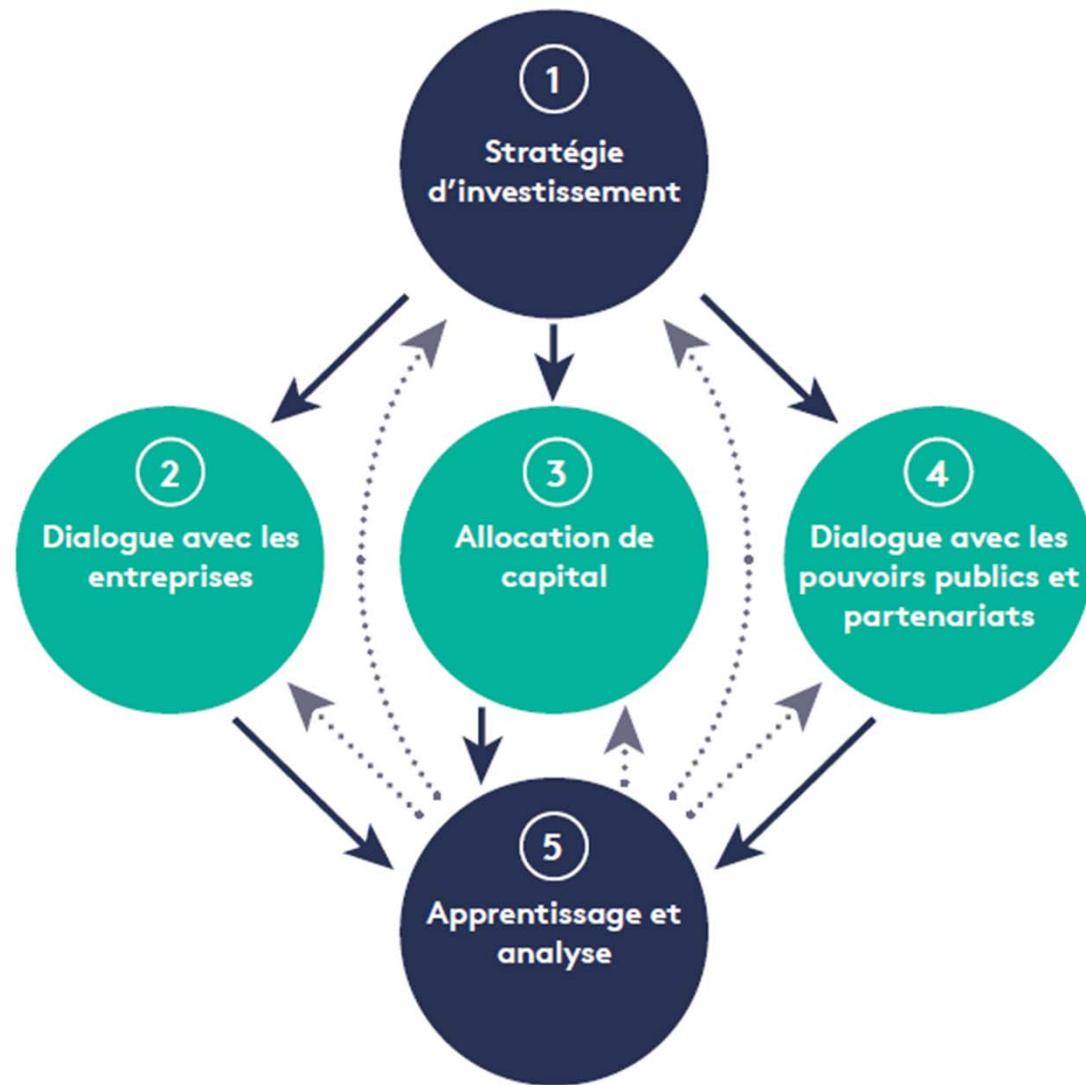 1
Stratégie
d’investissement
2
Dialogue avec les
entreprises
3
Allocation de
capital
4
Dialogue avec les
pouvoirs publics et
partenariats
5
Apprentissage et
analyse